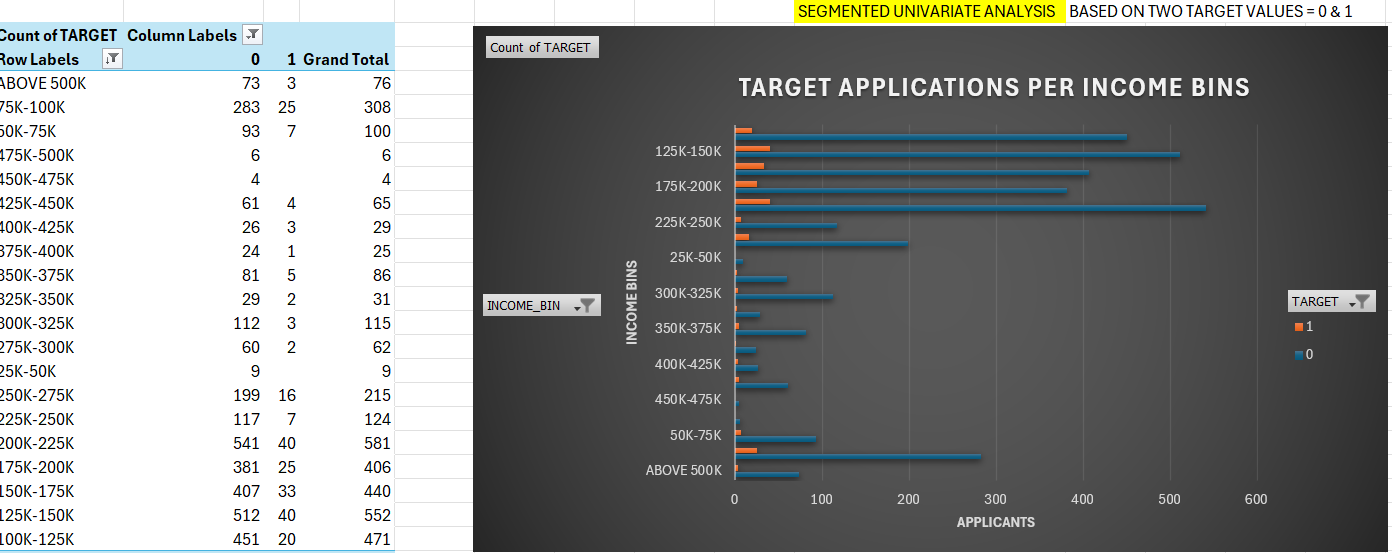 SEGMENTED UNIVARIATE ANALYSIS BASED ON TWO TARGET VALUES = 0 & 1
Count of TARGET Column Labels
Row Labels 0 1 Grand Total
ABOVE 500K 73 3 76
75K-100K 283 25 308
50K-75K 93 7 100
475K-500K 6 6
450K-475K 4 4
425K-450K 61 4 65
400K-425K 26 3 29
375K-400K 24 1 25
350K-375K 81 5 86
325K-350K 29 2 31
300K-325K 112 3 115
275K-300K 60 2 62
25K-50K 9 9
250K-275K 199 16 215
225K-250K 117 7 124
200K-225K 541 40 581
175K-200K 381 25 406
150K-175K 407 33 440
125K-150K 512 40 552
100K-125K 451 20 471
Count of TARGET
TARGET APPLICATIONS PER INCOME BINS
INCOME_BIN
INCOME BINS
125K-150K
175K-200K
225K-250K
25K-50K
300K-325K
350K-375K
400K-425K
450K-475K
50K-75K
ABOVE 500K
0 100 200 300 400 500 600
APPLICANTS
TARGET
1
0